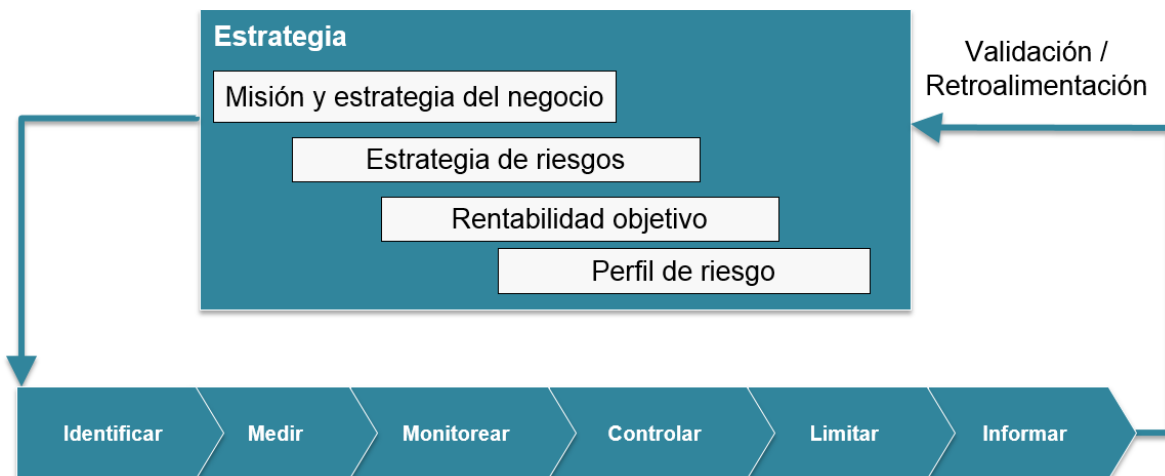 Estrategia
Misión y estrategia del negocio
Estrategia de riesgos
Rentabilidad objetivo
Perfil de riesgo
Validación /
Retroalimentación
Identificar
Medir
Monitorear
Controlar
Limitar
Informar